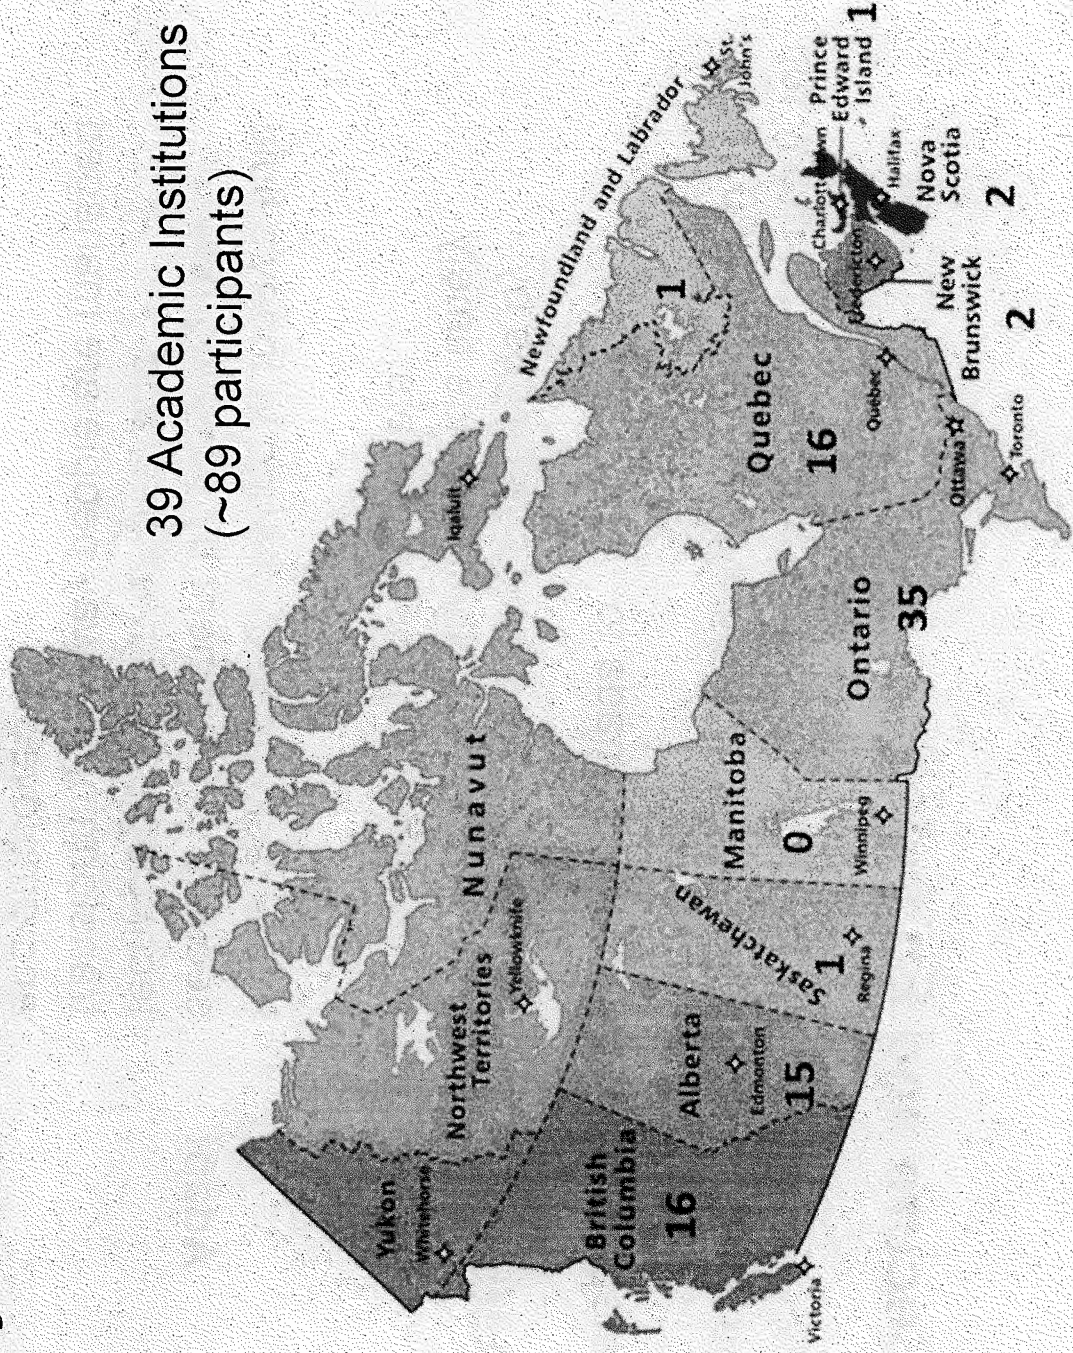 39 Academic Institutions
(~89 participants)
Yukon
Whitehorse
Northwest
Territories
Yellowknife
Nunavut
Iqaluit
British
Columbia
16
Victoria
Alberta
Edmonton
15
Saskatchewan
1
Regina
Manitoba
0
Winnipeg
Ontario
35
Ottawa
Toronto
Quebec
16
Québec
Newfoundland and Labrador
1
St.
John's
New
Brunswick
2
Fredericton
Charlottetown
Prince
Edward
Island 1
Halifax
Nova
Scotia
2